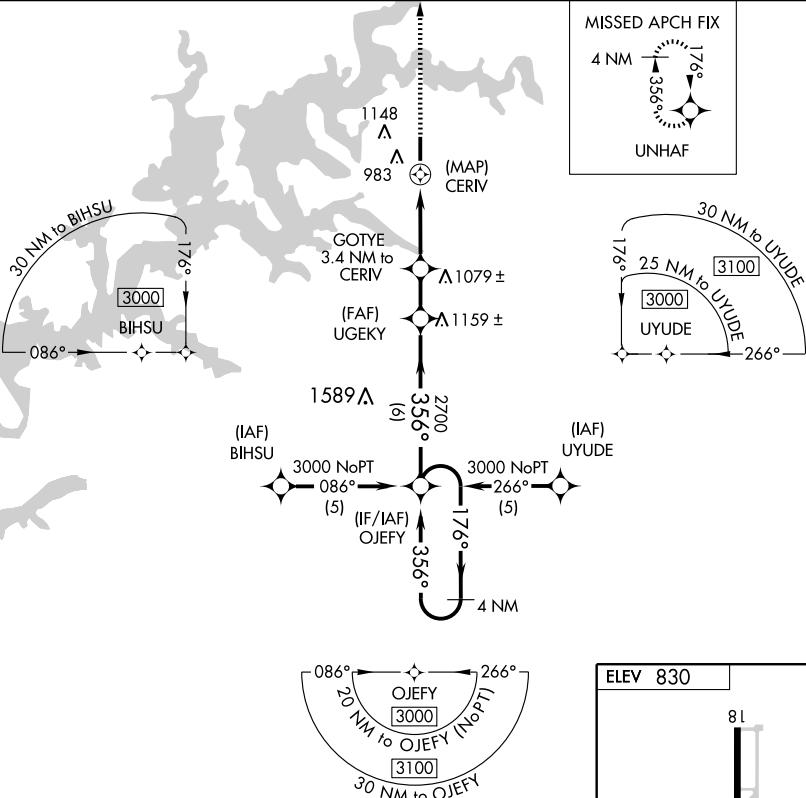 MISSED APCH FIX
4 NM
176°
356°
UNHAF
1148
983
(MAP)
CERIV
GOTYE
3.4 NM to
CERIV
1079 ±
(FAF)
UGEKY
1159 ±
30 NM to BIHSU
176°
3000
BIHSU
086°
30 NM to UYUDE
3100
176°
25 NM to UYUDE
3000
UYUDE
266°
1589
2700
356°
(6)
(IAF)
BIHSU
3000 NoPT
086°
(5)
(IAF)
UYUDE
3000 NoPT
266°
(5)
(IF/IAF)
OJEFY
176°
356°
4 NM
086°
266°
OJEFY
3000
20 NM to OJEFY (NoPT)
3100
30 NM to OJEFY
ELEV 830
18